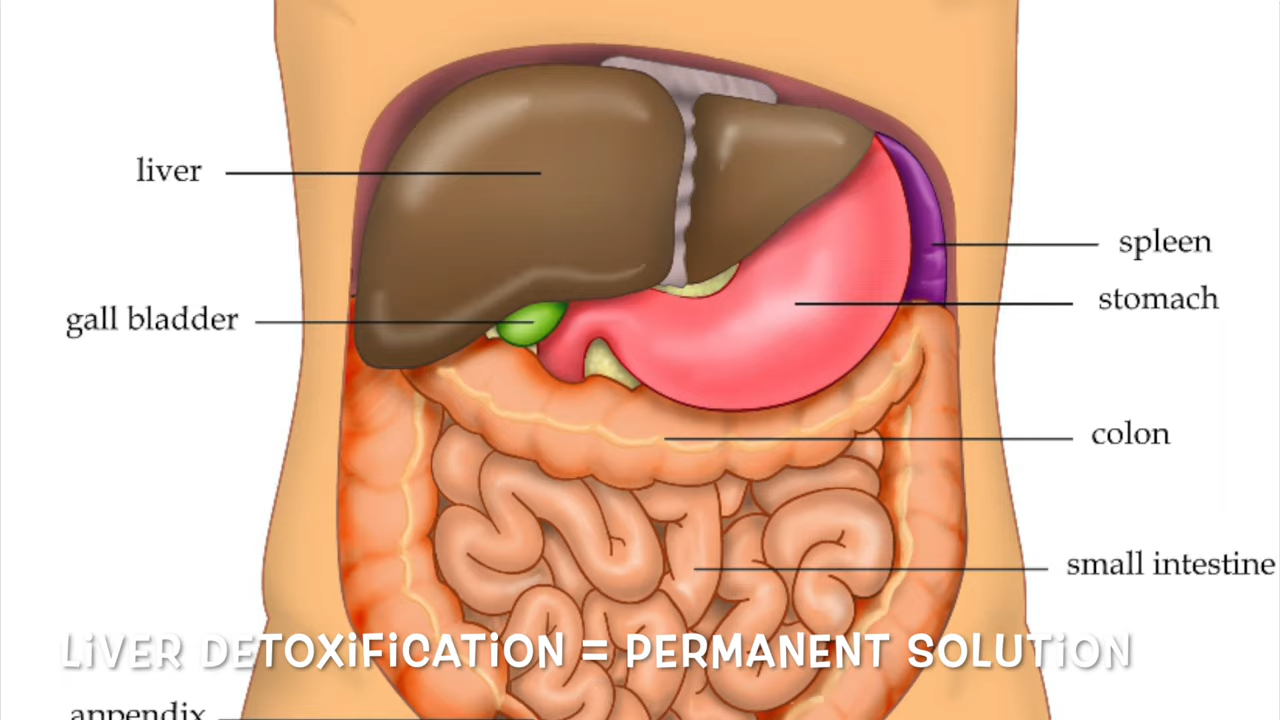 liver
spleen
stomach
gall bladder
colon
small intestine
LiVER DETOXiFiCATiON = PERMANENT SOLUTiON
appendix